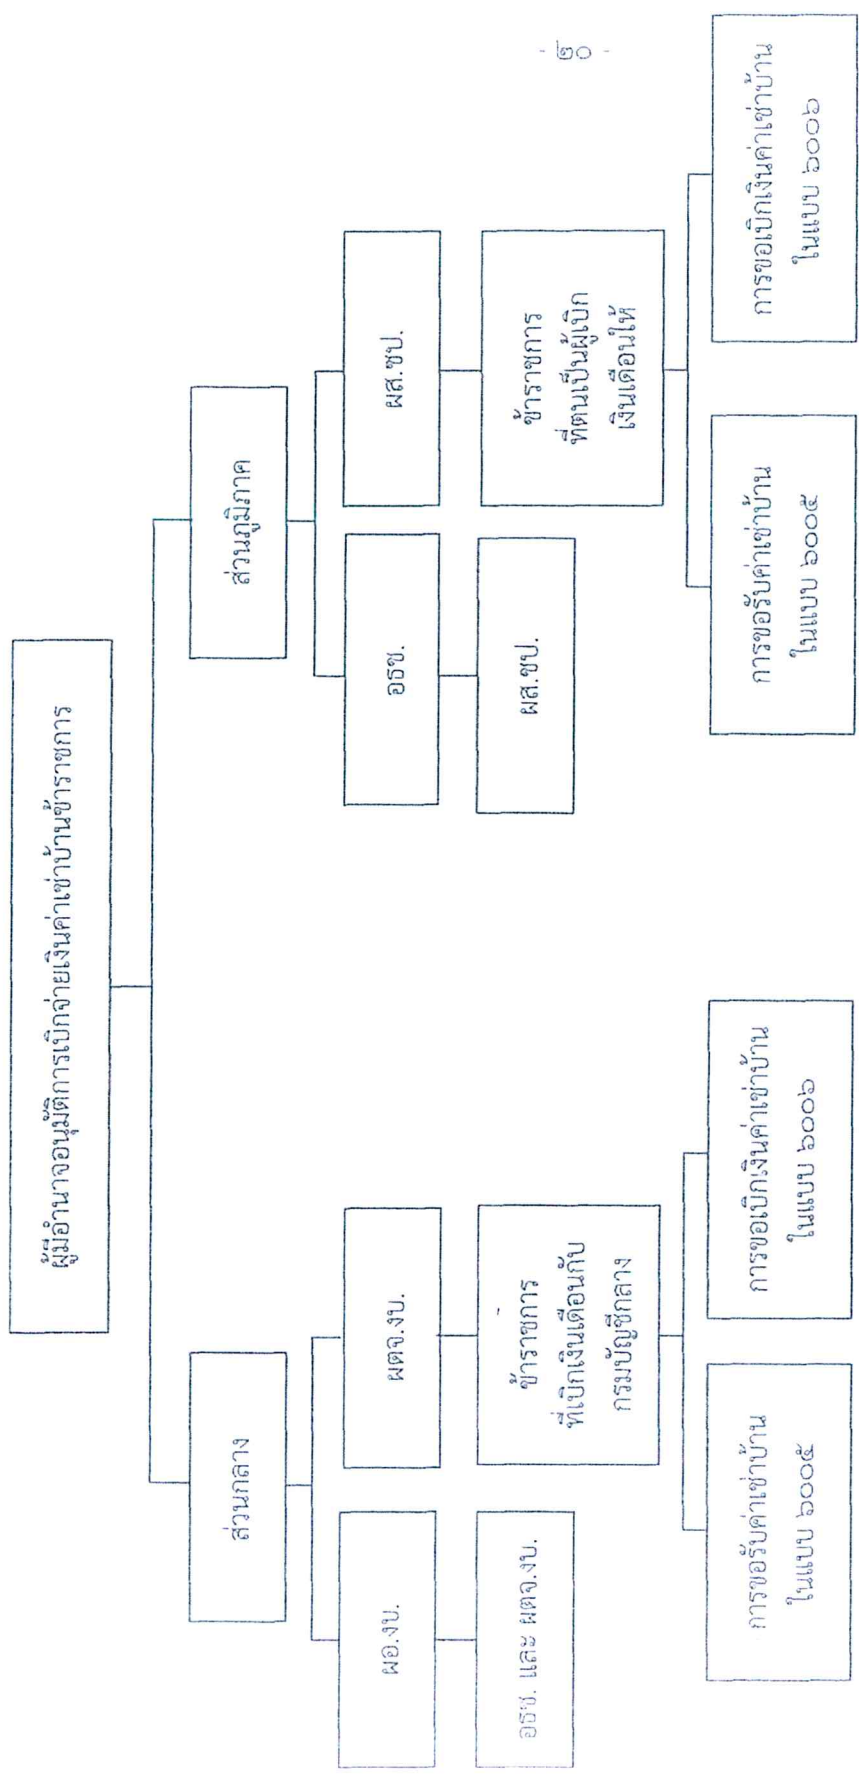 - ๒๐ -
ผู้มีอำนาจอนุมัติการเบิกจ่ายเงินค่าเช่าบ้านข้าราชการ
ส่วนกลาง
ส่วนภูมิภาค
ผอ.งบ.
ผตจ.งบ.
อธช.
ผส.ชป.
อธช. และ ผตจ.งบ.
ข้าราชการ
ที่เบิกเงินเดือนกับ
กรมบัญชีกลาง
ผส.ชป.
ข้าราชการ
ที่ตนเป็นผู้เบิก
เงินเดือนให้
การขอรับค่าเช่าบ้าน
ในแบบ ๖๐๐๕
การขอเบิกเงินค่าเช่าบ้าน
ในแบบ ๖๐๐๖
การขอรับค่าเช่าบ้าน
ในแบบ ๖๐๐๕
การขอเบิกเงินค่าเช่าบ้าน
ในแบบ ๖๐๐๖